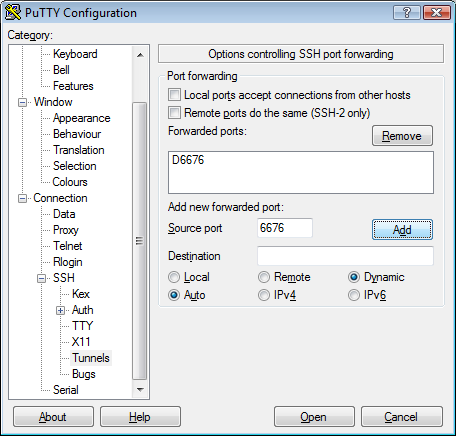 PuTTY Configuration
Category:
Keyboard
Bell
Features
Window
Appearance
Behaviour
Translation
Selection
Colours
Connection
Data
Proxy
Telnet
Rlogin
SSH
Kex
Auth
TTY
X11
Tunnels
Bugs
Serial
Options controlling SSH port forwarding
Port forwarding
Local ports accept connections from other hosts
Remote ports do the same (SSH-2 only)
Forwarded ports:
Remove
D6676
Add new forwarded port:
Source port 6676 Add
Destination
Local Remote Dynamic
Auto IPv4 IPv6
About Help Open Cancel